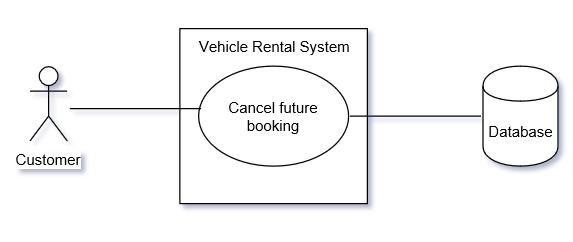 Vehicle Rental System
Cancel future
booking
Customer
Database